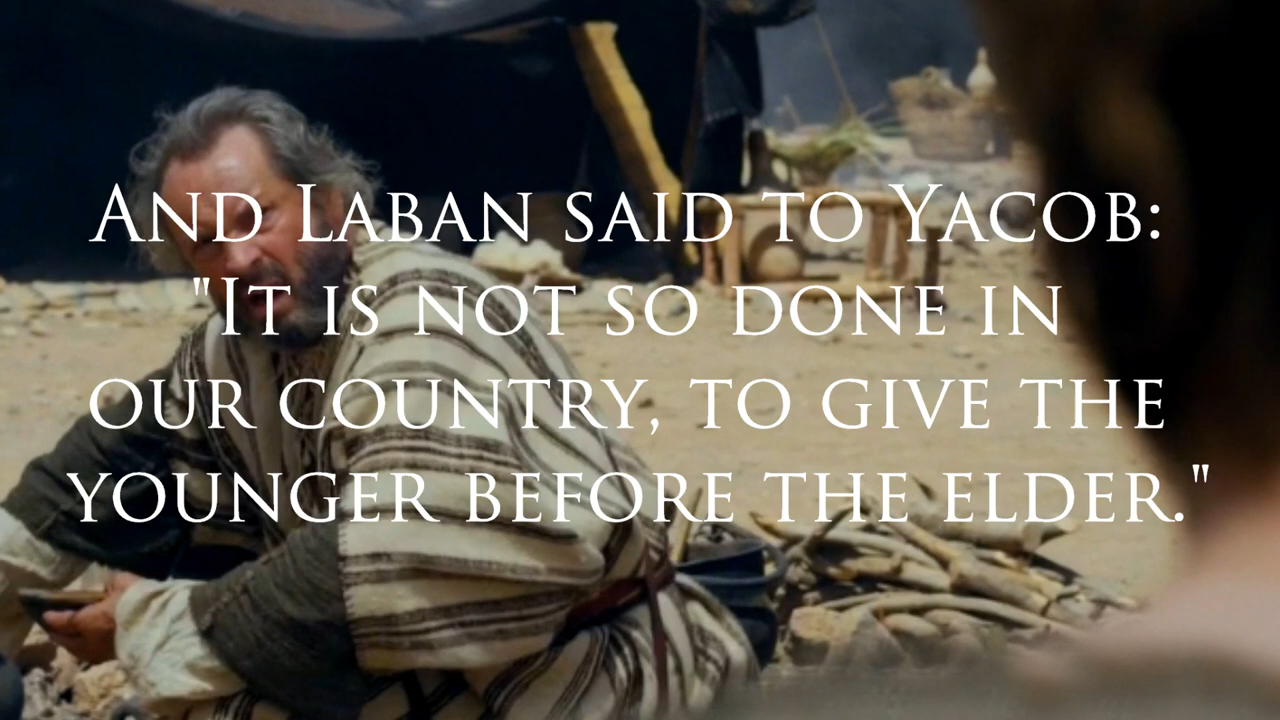 And Laban said to Yacob:
"It is not so done in
our country, to give the
younger before the elder."